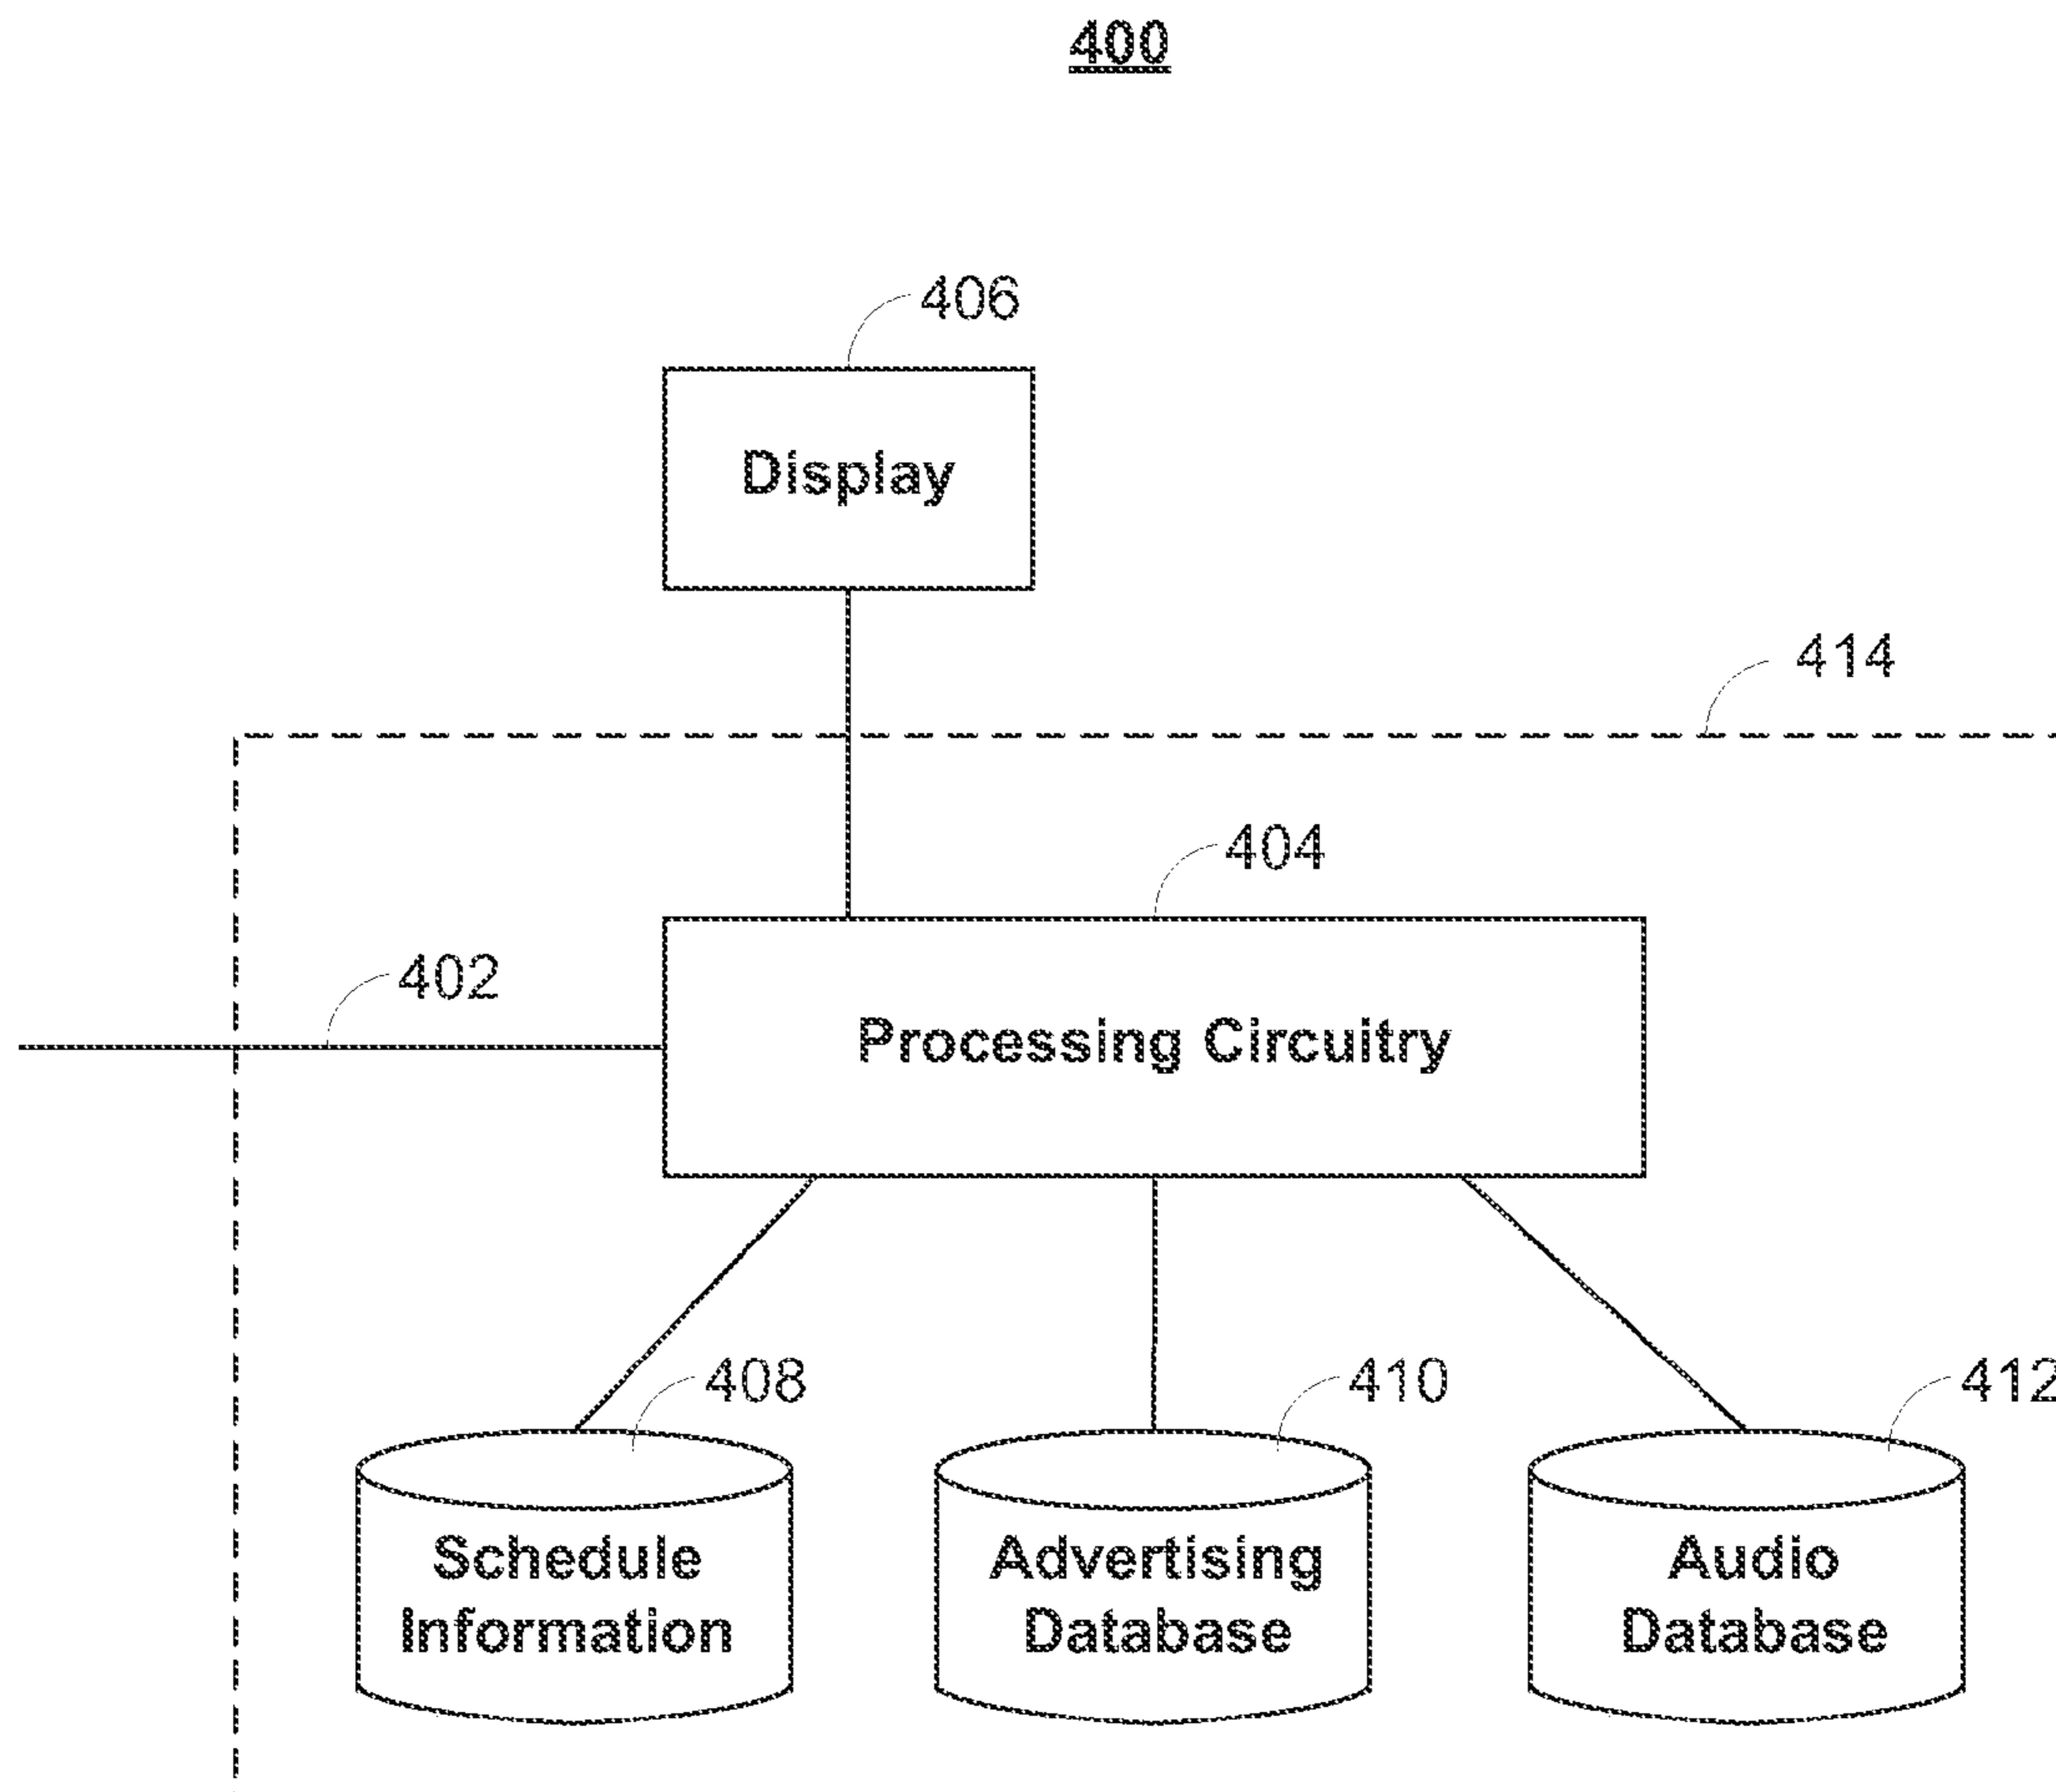 400
406
Display
414
404
402
Processing Circuitry
408
410
412
Schedule
Information
Advertising
Database
Audio
Database